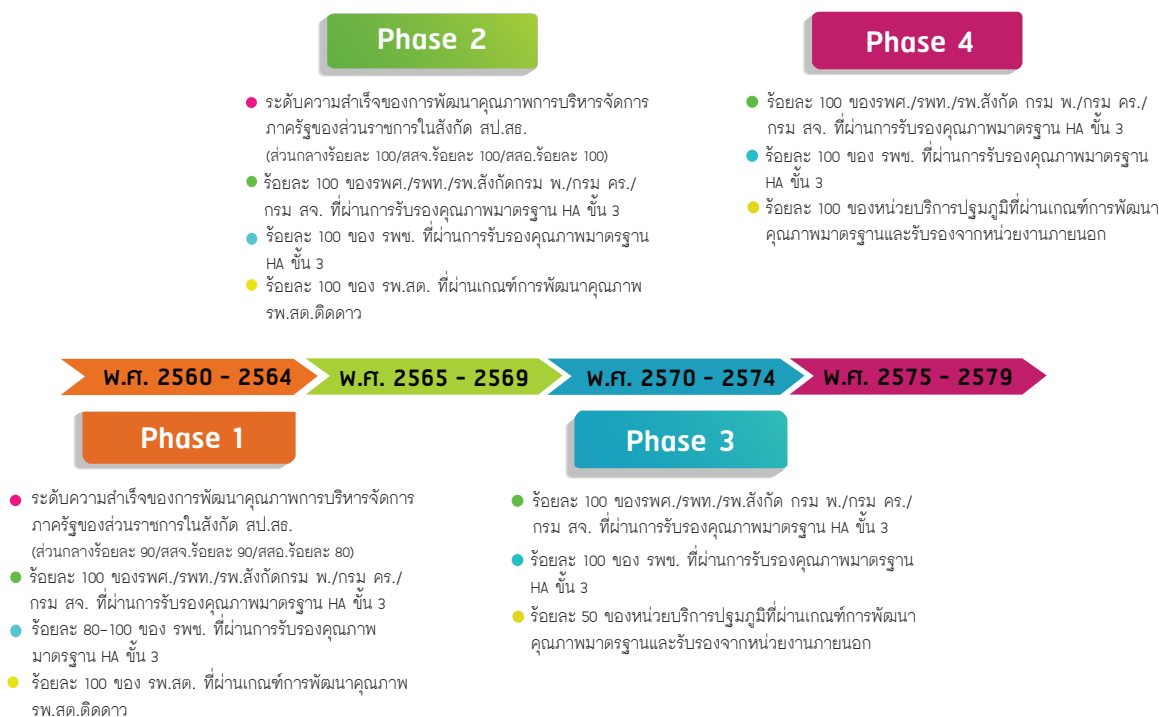 Phase 2
ระดับความสำเร็จของการพัฒนาคุณภาพการบริหารจัดการ
ภาครัฐของส่วนราชการในสังกัด สป.สธ.
(ส่วนกลางร้อยละ 100/สสจ.ร้อยละ 100/สสอ.ร้อยละ 100)
ร้อยละ 100 ของรพศ./รพท./รพ.สังกัดกรม พ./กรม คร./
กรม สจ. ที่ผ่านการรับรองคุณภาพมาตรฐาน HA ขั้น 3
ร้อยละ 100 ของ รพช. ที่ผ่านการรับรองคุณภาพมาตรฐาน
HA ขั้น 3
ร้อยละ 100 ของ รพ.สต. ที่ผ่านเกณฑ์การพัฒนาคุณภาพ
รพ.สต.ติดดาว
Phase 4
ร้อยละ 100 ของรพศ./รพท./รพ.สังกัด กรม พ./กรม คร./
กรม สจ. ที่ผ่านการรับรองคุณภาพมาตรฐาน HA ขั้น 3
ร้อยละ 100 ของ รพช. ที่ผ่านการรับรองคุณภาพมาตรฐาน
HA ขั้น 3
ร้อยละ 100 ของหน่วยบริการปฐมภูมิที่ผ่านเกณฑ์การพัฒนา
คุณภาพมาตรฐานและรับรองจากหน่วยงานภายนอก
พ.ศ. 2560 - 2564
พ.ศ. 2565 - 2569
พ.ศ. 2570 - 2574
พ.ศ. 2575 - 2579
Phase 1
ระดับความสำเร็จของการพัฒนาคุณภาพการบริหารจัดการ
ภาครัฐของส่วนราชการในสังกัด สป.สธ.
(ส่วนกลางร้อยละ 90/สสจ.ร้อยละ 90/สสอ.ร้อยละ 80)
ร้อยละ 100 ของรพศ./รพท./รพ.สังกัดกรม พ./กรม คร./
กรม สจ. ที่ผ่านการรับรองคุณภาพมาตรฐาน HA ขั้น 3
ร้อยละ 80-100 ของ รพช. ที่ผ่านการรับรองคุณภาพ
มาตรฐาน HA ขั้น 3
ร้อยละ 100 ของ รพ.สต. ที่ผ่านเกณฑ์การพัฒนาคุณภาพ
รพ.สต.ติดดาว
Phase 3
ร้อยละ 100 ของรพศ./รพท./รพ.สังกัด กรม พ./กรม คร./
กรม สจ. ที่ผ่านการรับรองคุณภาพมาตรฐาน HA ขั้น 3
ร้อยละ 100 ของ รพช. ที่ผ่านการรับรองคุณภาพมาตรฐาน
HA ขั้น 3
ร้อยละ 50 ของหน่วยบริการปฐมภูมิที่ผ่านเกณฑ์การพัฒนา
คุณภาพมาตรฐานและรับรองจากหน่วยงานภายนอก